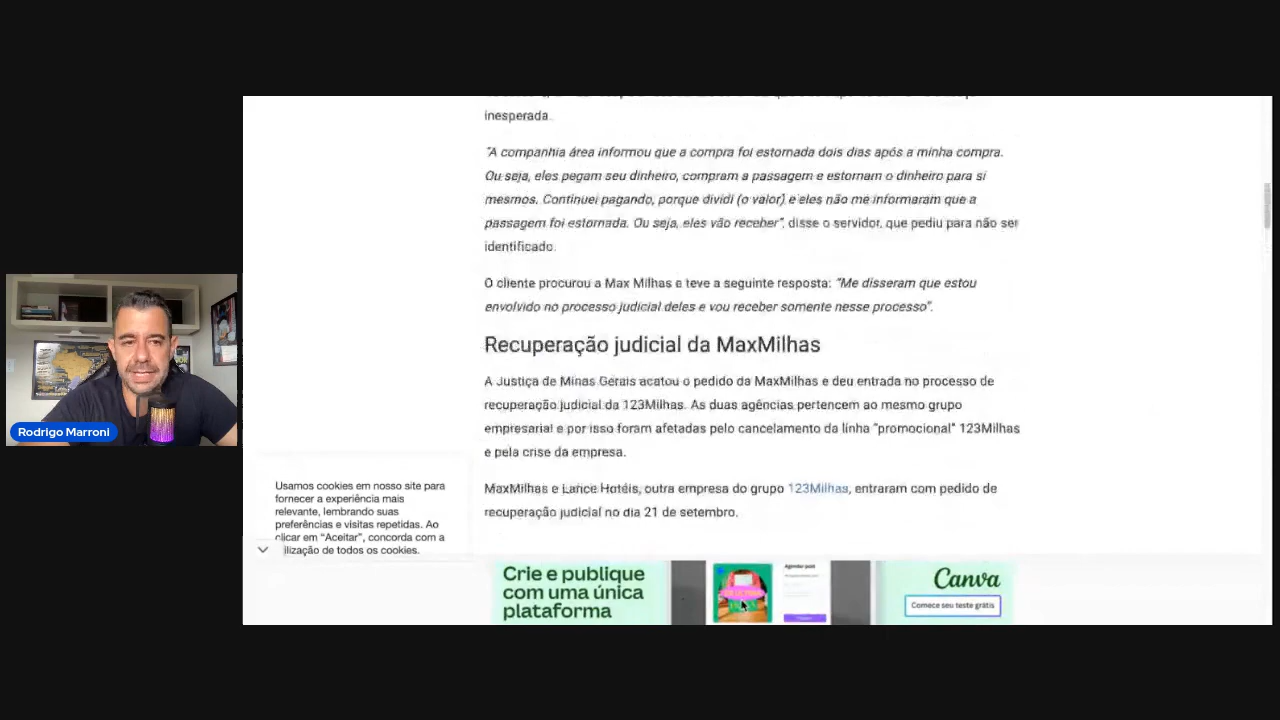 inesperada.
"A companhia área informou que a compra foi estornada dois dias após a minha compra.
Ou seja, eles pegam seu dinheiro, compram a passagem e estornam o dinheiro para si
mesmos. Continuei pagando, porque dividi (o valor) e eles não me informaram que a
passagem foi estornada. Ou seja, eles vão receber", disse o servidor, que pediu para não ser
identificado.
O cliente procurou a Max Milhas e teve a seguinte resposta: "Me disseram que estou
envolvido no processo judicial deles e vou receber somente nesse processo".
Recuperação judicial da MaxMilhas
A Justiça de Minas Gerais acatou o pedido da MaxMilhas e deu entrada no processo de
recuperação judicial da 123Milhas. As duas agências pertencem ao mesmo grupo
empresarial e por isso foram afetadas pelo cancelamento da linha "promocional" 123Milhas
e pela crise da empresa.
MaxMilhas e Lance Hotéis, outra empresa do grupo 123Milhas, entraram com pedido de
recuperação judicial no dia 21 de setembro.
Rodrigo Marroni
Usamos cookies em nosso site para
fornecer a experiência mais
relevante, lembrando suas
preferências e visitas repetidas. Ao
clicar em "Aceitar", concorda com a
ilização de todos os cookies.
Crie e publique
com uma única
plataforma
Agendar post
Canva
Comece seu teste grátis